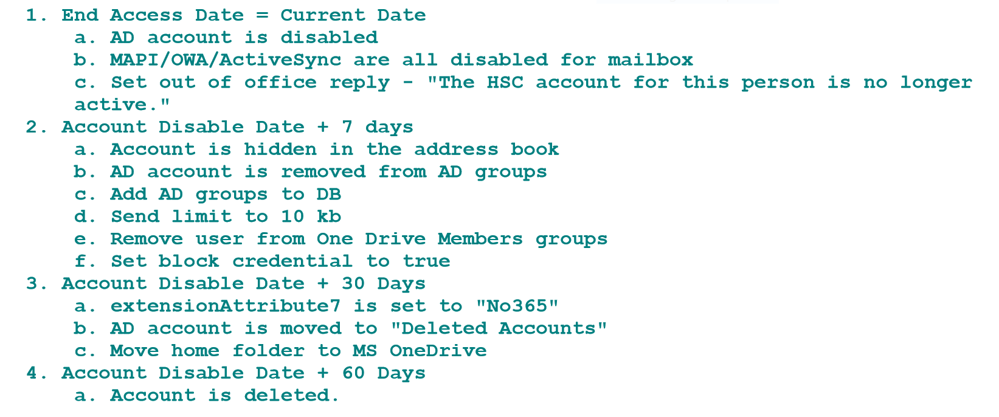 1. End Access Date = Current Date
a. AD account is disabled
b. MAPI/OWA/ActiveSync are all disabled for mailbox
c. Set out of office reply - "The HSC account for this person is no longer
active."
2. Account Disable Date + 7 days
a. Account is hidden in the address book
b. AD account is removed from AD groups
c. Add AD groups to DB
d. Send limit to 10 kb
e. Remove user from One Drive Members groups
f. Set block credential to true
3. Account Disable Date + 30 Days
a. extensionAttribute7 is set to "No365"
b. AD account is moved to "Deleted Accounts"
c. Move home folder to MS OneDrive
4. Account Disable Date + 60 Days
a. Account is deleted.